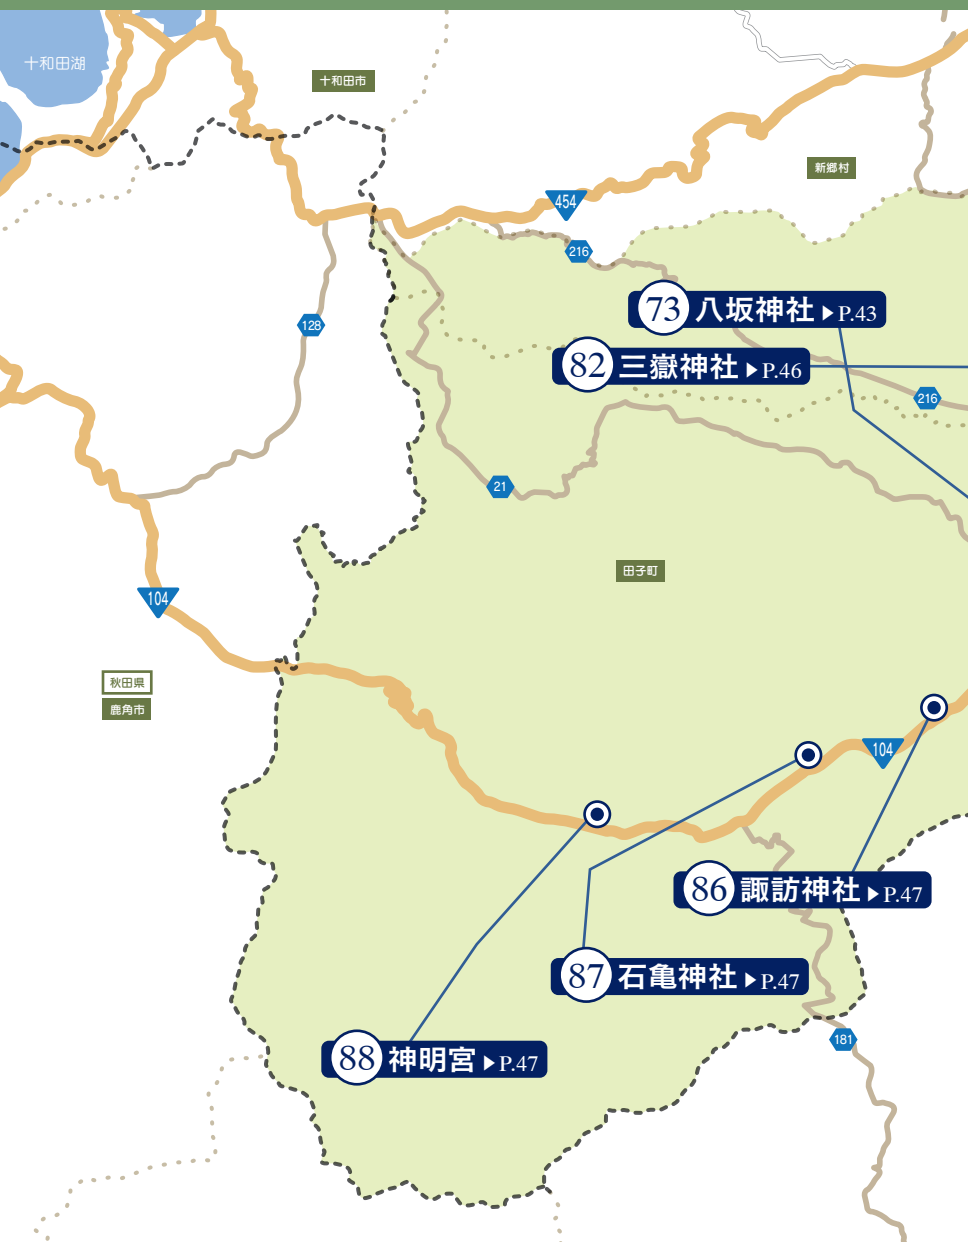 十和田湖
十和田市
新郷村
454
216
128
73 八坂神社 ▶P.43
82 三嶽神社 ▶P.46
216
21
田子町
104
秋田県
鹿角市
104
86 諏訪神社 ▶P.47
87 石亀神社 ▶P.47
181
88 神明宮 ▶P.47